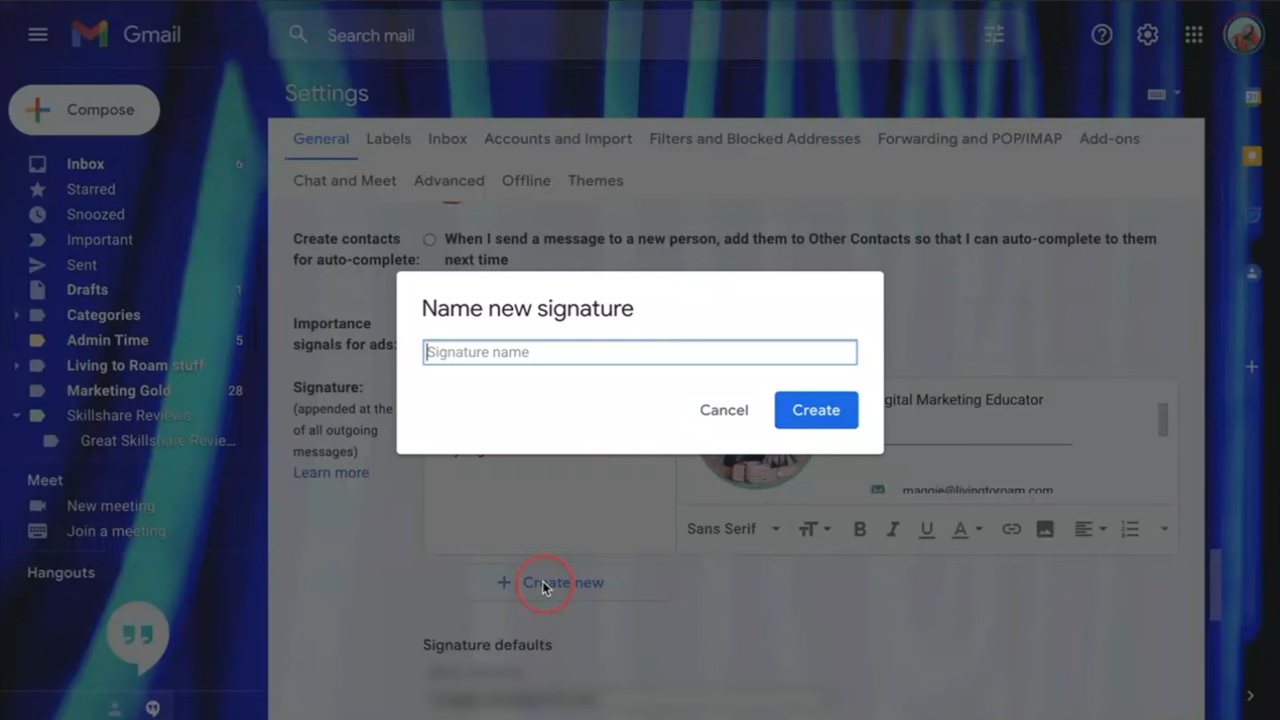 Gmail
Search mail
Compose
Inbox 6
Starred
Snoozed
Important
Sent
Drafts 1
Categories
Admin Time 5
Living to Roam stuff
Marketing Gold 28
Skillshare Reviews
Great Skillshare Revie...
Meet
New meeting
Join a meeting
Hangouts
Settings
General Labels Inbox Accounts and Import Filters and Blocked Addresses Forwarding and POP/IMAP Add-ons
Chat and Meet Advanced Offline Themes
Create contacts
for auto-complete:
When I send a message to a new person, add them to Other Contacts so that I can auto-complete to them
next time
Importance
signals for ads:
Signature:
(appended at the
of all outgoing
messages)
Learn more
Name new signature
Signature name
Cancel Create
gital Marketing Educator
maggie@livingtoroam.com
Sans Serif
Create new
Signature defaults